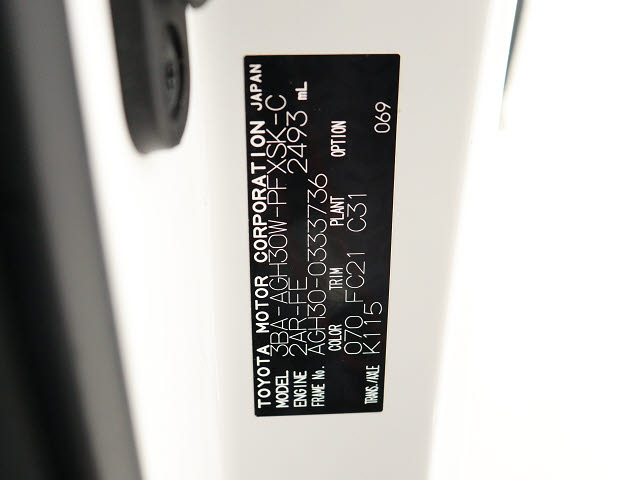 TOYOTA MOTOR CORPORATION JAPAN
MODEL 3BA-AGH30W-PFXSK-C
ENGINE 2AR-FE 2493 mL
FRAME No. AGH30-0333736
COLOR TRIM PLANT OPTION
070 FC21 C31 069
TRANS./AXLE K115